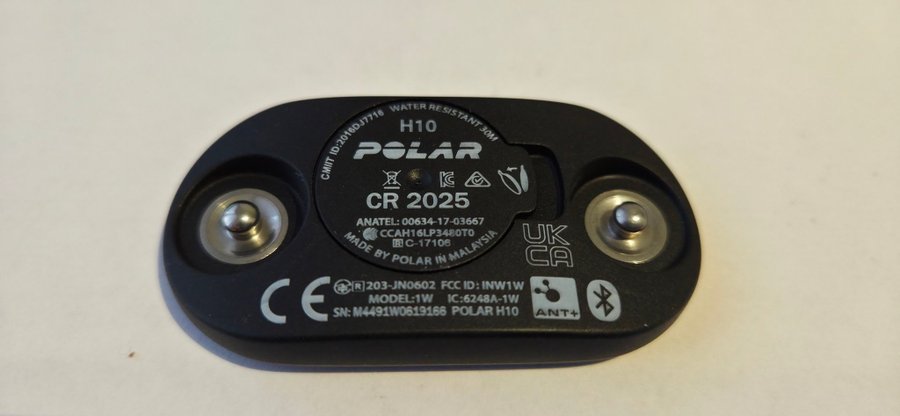 CMIIT ID:2016DJ7716 WATER RESISTANT 30M
H10
POLAR
CR 2025
ANATEL: 00634-17-03667
CCAH16LP3480T0
C-17106
MADE BY POLAR IN MALAYSIA
UK
CA
CE
R 203-JN0602 FCC ID: INW1W
MODEL:1W IC:6248A-1W
SN: M4491W0619166 POLAR H10
ANT+